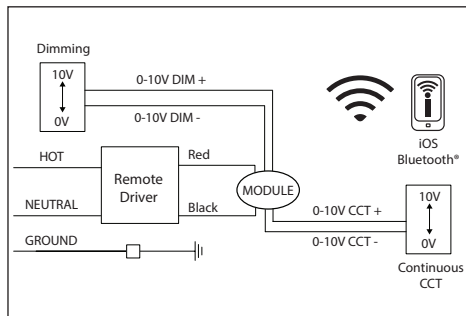 Dimming
10V
0V
0-10V DIM +
0-10V DIM -
iOS
Bluetooth®
HOT
NEUTRAL
GROUND
Remote
Driver
Red
Black
MODULE
0-10V CCT +
0-10V CCT -
10V
0V
Continuous
CCT